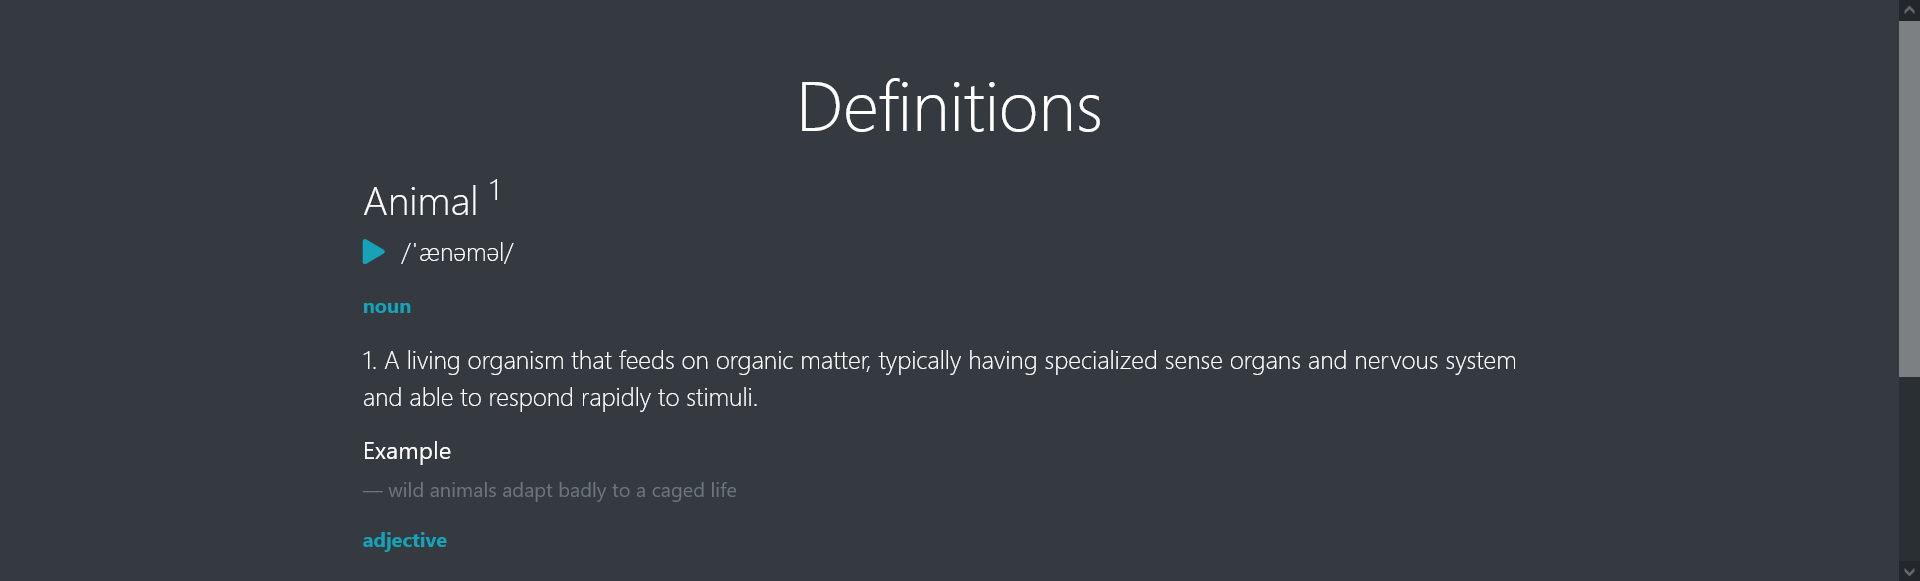 Definitions
Animal 1
/ˈænəməl/
noun
1. A living organism that feeds on organic matter, typically having specialized sense organs and nervous system
and able to respond rapidly to stimuli.
Example
— wild animals adapt badly to a caged life
adjective